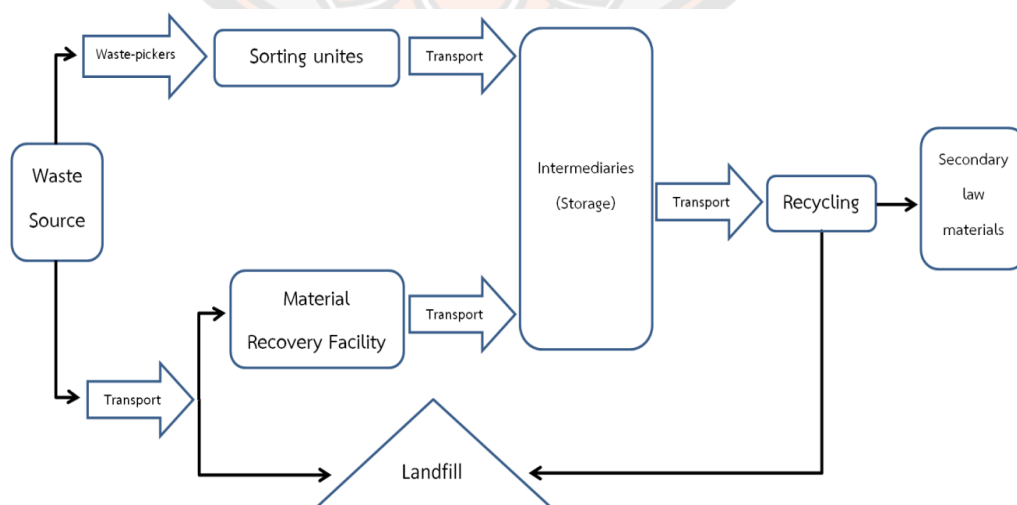 Waste-pickers
Sorting unites
Transport
Waste
Source
Intermediaries
(Storage)
Transport
Recycling
Secondary
law
materials
Material
Recovery Facility
Transport
Transport
Landfill